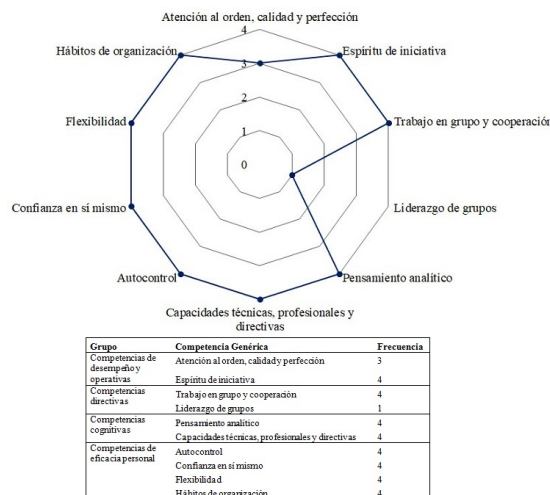 Atención al orden, calidad y perfección
4
Hábitos de organización
Espíritu de iniciativa
3
2
Flexibilidad
Trabajo en grupo y cooperación
1
0
Confianza en sí mismo
Liderazgo de grupos
Autocontrol
Pensamiento analítico
Capacidades técnicas, profesionales y
directivas
Grupo Competencia Genérica Frecuencia
Competencias de
desempeño y
operativas
Atención al orden, calidad y perfección 3
Espíritu de iniciativa 4
Competencias
directivas
Trabajo en grupo y cooperación 4
Liderazgo de grupos 1
Competencias
cognitivas
Pensamiento analítico 4
Capacidades técnicas, profesionales y directivas 4
Competencias de
eficacia personal
Autocontrol 4
Confianza en sí mismo 4
Flexibilidad 4
Hábitos de organización 4